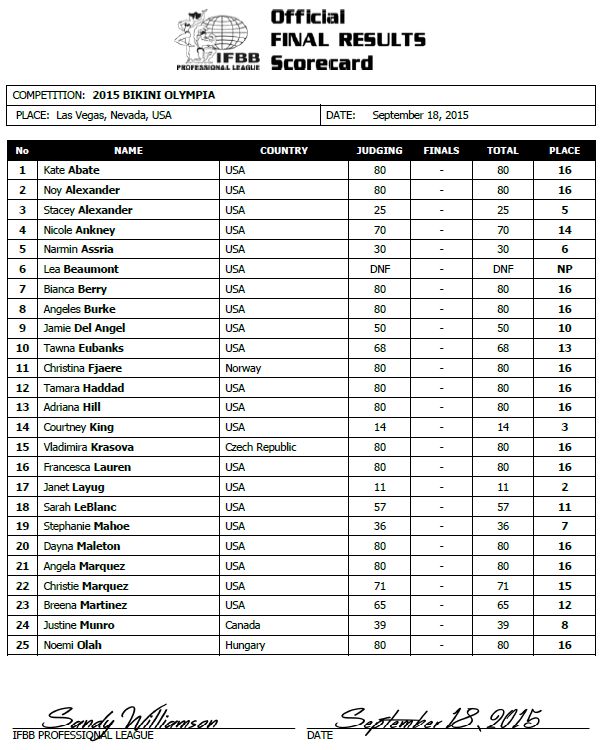 Official
FINAL RESULTS
Scorecard
IFBB
PROFESSIONAL LEAGUE
COMPETITION: 2015 BIKINI OLYMPIA
PLACE: Las Vegas, Nevada, USA DATE: September 18, 2015
No NAME COUNTRY JUDGING FINALS TOTAL PLACE
1 Kate Abate USA 80 - 80 16
2 Noy Alexander USA 80 - 80 16
3 Stacey Alexander USA 25 - 25 5
4 Nicole Ankney USA 70 - 70 14
5 Narmin Assria USA 30 - 30 6
6 Lea Beaumont USA DNF - DNF NP
7 Bianca Berry USA 80 - 80 16
8 Angeles Burke USA 80 - 80 16
9 Jamie Del Angel USA 50 - 50 10
10 Tawna Eubanks USA 68 - 68 13
11 Christina Fjaere Norway 80 - 80 16
12 Tamara Haddad USA 80 - 80 16
13 Adriana Hill USA 80 - 80 16
14 Courtney King USA 14 - 14 3
15 Vladimira Krasova Czech Republic 80 - 80 16
16 Francesca Lauren USA 80 - 80 16
17 Janet Layug USA 11 - 11 2
18 Sarah LeBlanc USA 57 - 57 11
19 Stephanie Mahoe USA 36 - 36 7
20 Dayna Maleton USA 80 - 80 16
21 Angela Marquez USA 80 - 80 16
22 Christie Marquez USA 71 - 71 15
23 Breena Martinez USA 65 - 65 12
24 Justine Munro Canada 39 - 39 8
25 Noemi Olah Hungary 80 - 80 16
Sandy Williamson September 18, 2015
IFBB PROFESSIONAL LEAGUE DATE